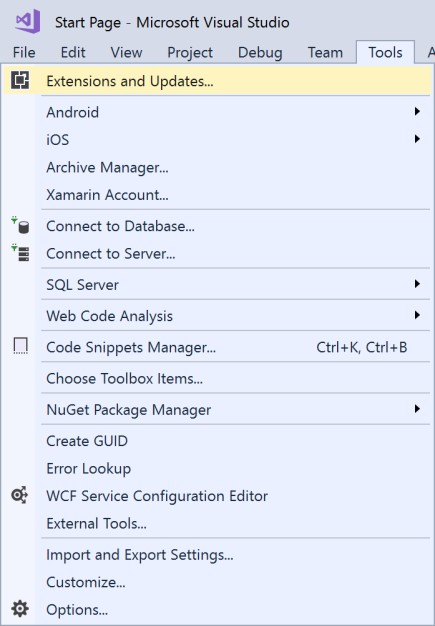 Start Page - Microsoft Visual Studio
File Edit View Project Debug Team Tools A
Extensions and Updates...
Android
iOS
Archive Manager...
Xamarin Account...
Connect to Database...
Connect to Server...
SQL Server
Web Code Analysis
Code Snippets Manager... Ctrl+K, Ctrl+B
Choose Toolbox Items...
NuGet Package Manager
Create GUID
Error Lookup
WCF Service Configuration Editor
External Tools...
Import and Export Settings...
Customize...
Options...